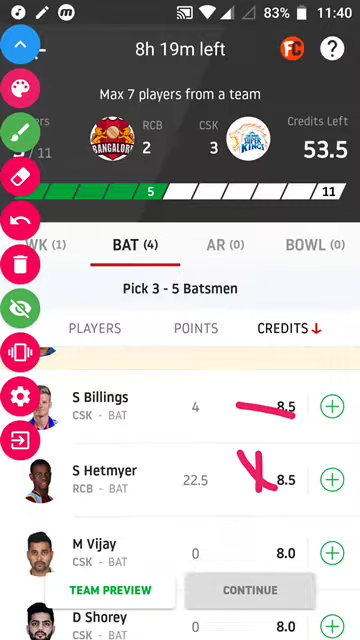 83% 11:40
8h 19m left FC ?
Max 7 players from a team
RCB CSK Credits Left
/ 11 BANGALORE 2 3 SUPER KINGS 53.5
5 11
WK (1) BAT (4) AR (0) BOWL (0)
Pick 3 - 5 Batsmen
PLAYERS POINTS CREDITS
S Billings
CSK - BAT
4 8.5
S Hetmyer
RCB - BAT
22.5 8.5
M Vijay
CSK - BAT
0 8.0
TEAM PREVIEW CONTINUE
D Shorey
0 8.0